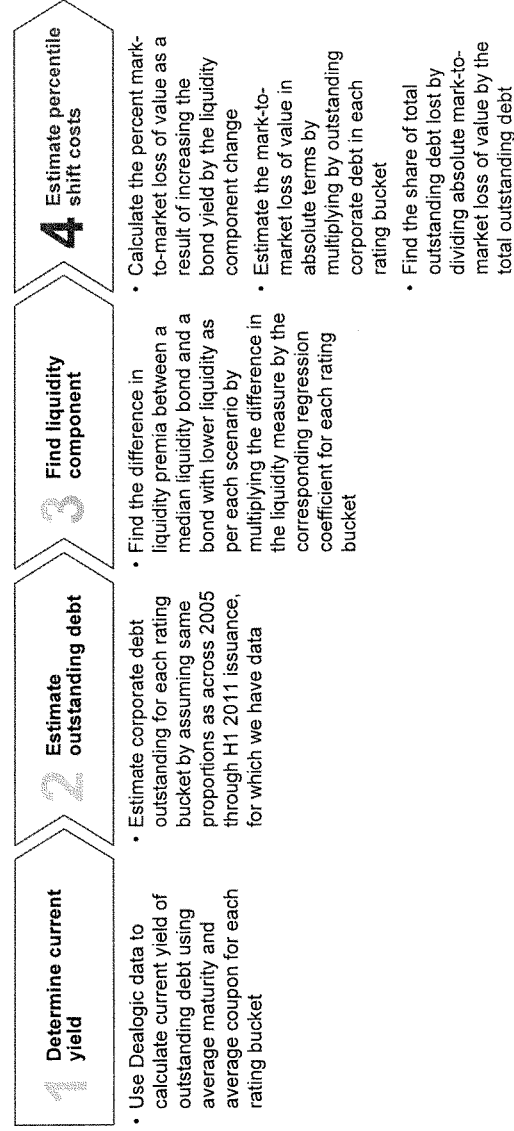 1 Determine current
yield
• Use Dealogic data to
calculate current yield of
outstanding debt using
average maturity and
average coupon for each
rating bucket
2 Estimate
outstanding debt
• Estimate corporate debt
outstanding for each rating
bucket by assuming same
proportions as across 2005
through H1 2011 issuance,
for which we have data
3 Find liquidity
component
• Find the difference in
liquidity premia between a
median liquidity bond and a
bond with lower liquidity as
per each scenario by
multiplying the difference in
the liquidity measure by the
corresponding regression
coefficient for each rating
bucket
4 Estimate percentile
shift costs
• Calculate the percent mark-
to-market loss of value as a
result of increasing the
bond yield by the liquidity
component change
• Estimate the mark-to-
market loss of value in
absolute terms by
multiplying by outstanding
corporate debt in each
rating bucket
• Find the share of total
outstanding debt lost by
dividing absolute mark-to-
market loss of value by the
total outstanding debt